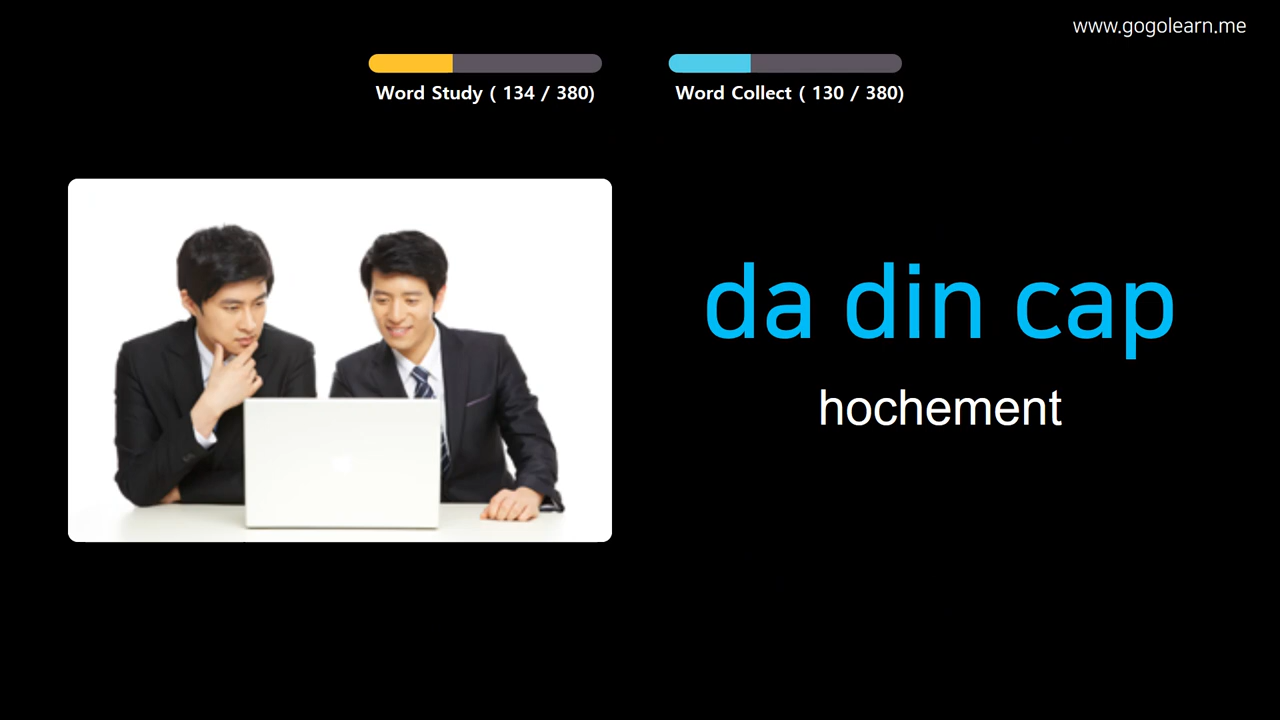 www.gogolearn.me
Word Study ( 134 / 380)
Word Collect ( 130 / 380)
da din cap
hochement